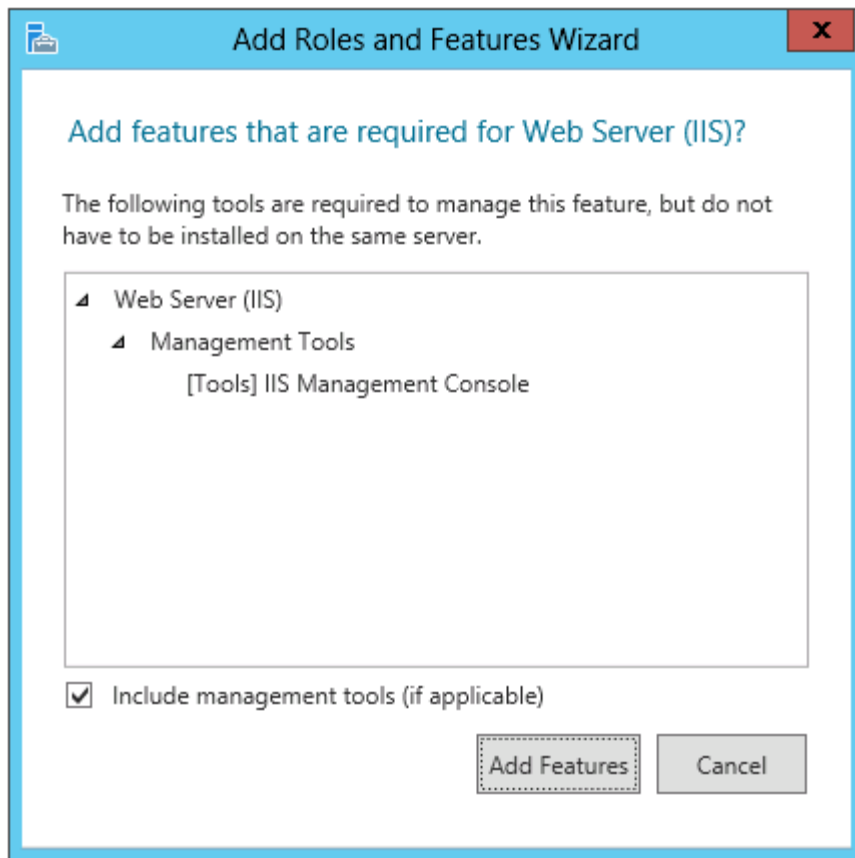 Add Roles and Features Wizard
x
Add features that are required for Web Server (IIS)?
The following tools are required to manage this feature, but do not
have to be installed on the same server.
Web Server (IIS)
Management Tools
[Tools] IIS Management Console
Include management tools (if applicable)
Add Features
Cancel